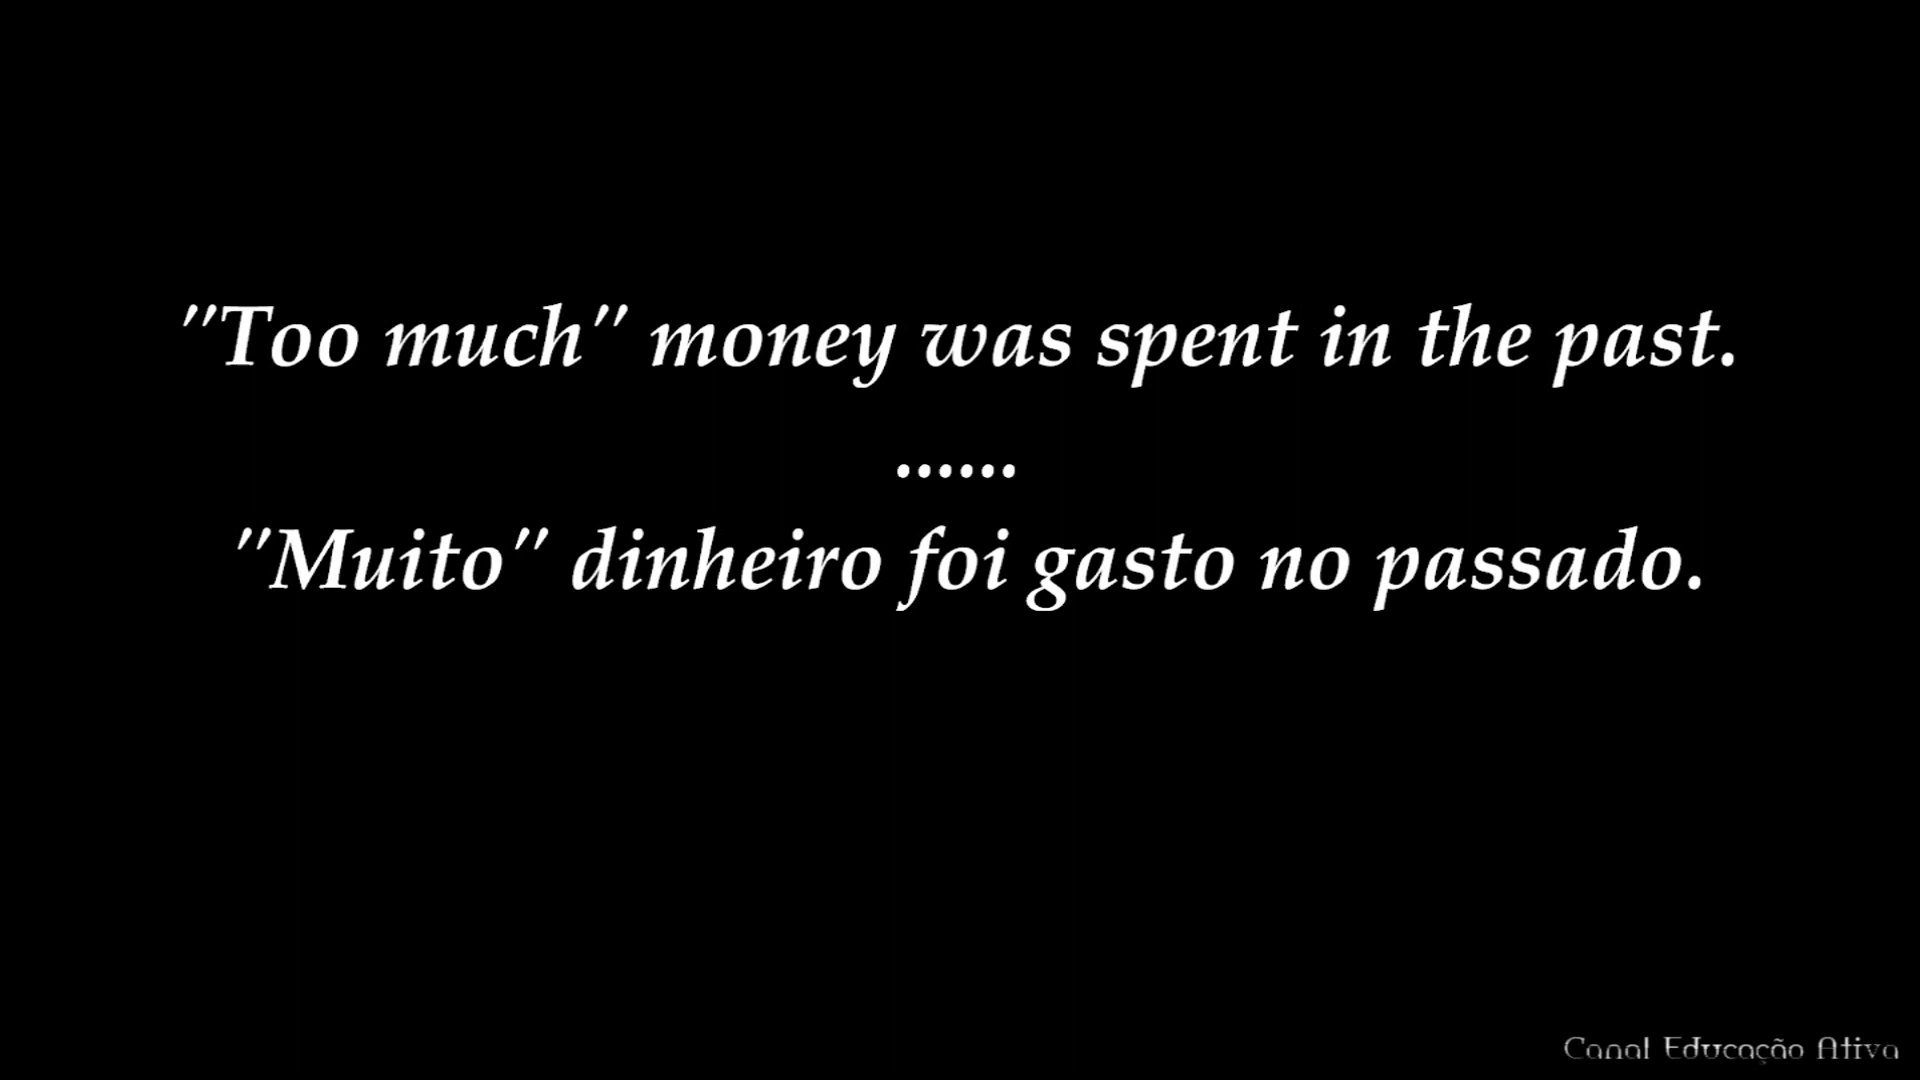 "Too much" money was spent in the past.
......
"Muito" dinheiro foi gasto no passado.
Canal Educação Ativa